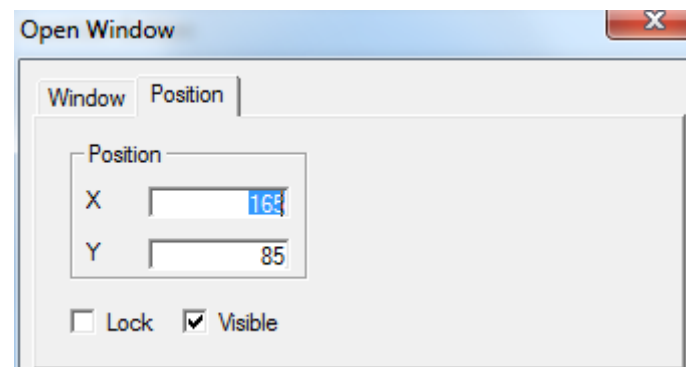 Open Window
Window Position
Position
X 165
Y 85
Lock Visible